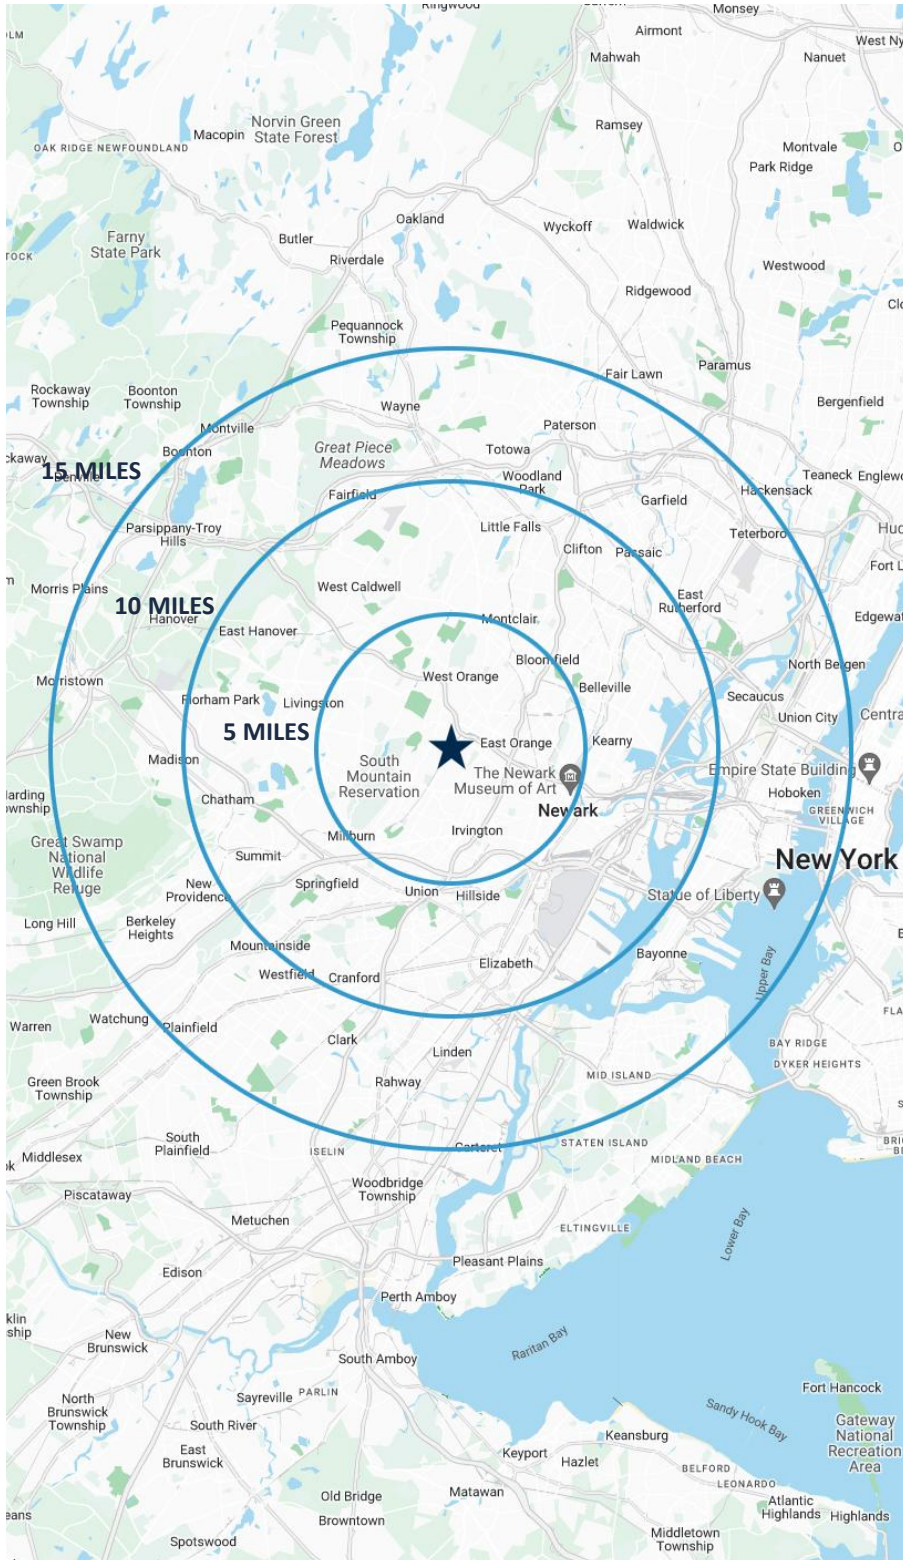 Ringwood
Monsey
Airmont
West Ny
Mahwah
Nanuet
Norvin Green
State Forest
Macopin
Ramsey
OAK RIDGE
NEWFOUNDLAND
Montvale
Park Ridge
Oakland
Wyckoff
Waldwick
Farny
State Park
Butler
Riverdale
Westwood
Ridgewood
Pequannock
Township
Paramus
Fair Lawn
Rockaway
Township
Boonton
Township
Bergenfield
Wayne
Montville
Paterson
Great Piece
Meadows
Totowa
Boonton
ckaway
15 MILES
Denville
Woodland
Park
Teaneck
Englewo
Hackensack
Fairfield
Garfield
Parsippany-Troy
Hills
Little Falls
Teterboro
Clifton
Passaic
Fort L
Morris Plains
West Caldwell
East
Rutherford
10 MILES
Hanover
Montclair
Edgewat
East Hanover
Bloomfield
North Bergen
Morristown
West Orange
Belleville
Florham Park
Livingston
Secaucus
Union City
Centra
5 MILES
East Orange
Kearny
Madison
South
Mountain
Reservation
The Newark
Museum of Art
Empire State Building
Chatham
Hoboken
Newark
GREENWICH
VILLAGE
Harding
ownship
Millburn
Irvington
Great Swamp
National
Wildlife
Refuge
Summit
New York
New
Providence
Springfield
Union
Hillside
Statue of Liberty
Long Hill
Berkeley
Heights
Mountainside
Bayonne
Elizabeth
Westfield
Cranford
Upper Bay
Warren
Watchung
Plainfield
Clark
BAY RIDGE
Linden
DYKER HEIGHTS
Green Brook
Township
Rahway
MID ISLAND
South
Plainfield
ISELIN
Carteret
STATEN ISLAND
Middlesex
MIDLAND BEACH
Woodbridge
Township
Piscataway
Metuchen
ELTINGVILLE
Lower Bay
Pleasant Plains
Edison
Perth Amboy
New
Brunswick
Raritan Bay
South Amboy
Fort Hancock
Sayreville
PARLIN
North
Brunswick
Township
South River
Sandy Hook Bay
Gateway
National
Recreation
Area
Keansburg
East
Brunswick
Keyport
Hazlet
BELFORD
LEONARDO
Old Bridge
Matawan
Browntown
Atlantic
Highlands
Highlands
Spotswood
Middletown
Township